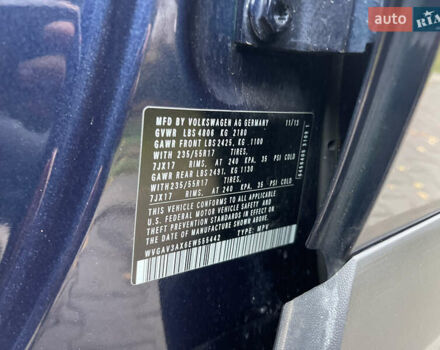 auto RIA
MFD BY VOLKSWAGEN AG GERMANY 11/13
GVWR LBS 4806 KG 2180
GAWR FRONT LBS 2425, KG 1100
WITH 235/55R17 TIRES,
7JX17 RIMS, AT 240 KPA, 35 PSI COLD
GAWR REAR LBS 2491, KG 1130
WITH 235/55R17 TIRES,
7JX17 RIMS, AT 240 KPA, 35 PSI COLD
THIS VEHICLE CONFORMS TO ALL APPLICABLE
U.S. FEDERAL MOTOR VEHICLE SAFETY, BUMPER AND
THEFT PREVENTION STANDARDS IN EFFECT ON THE
DATE OF MANUFACTURE SHOWN ABOVE.
WVGAV3AX6EW555442 TYPE: MPV